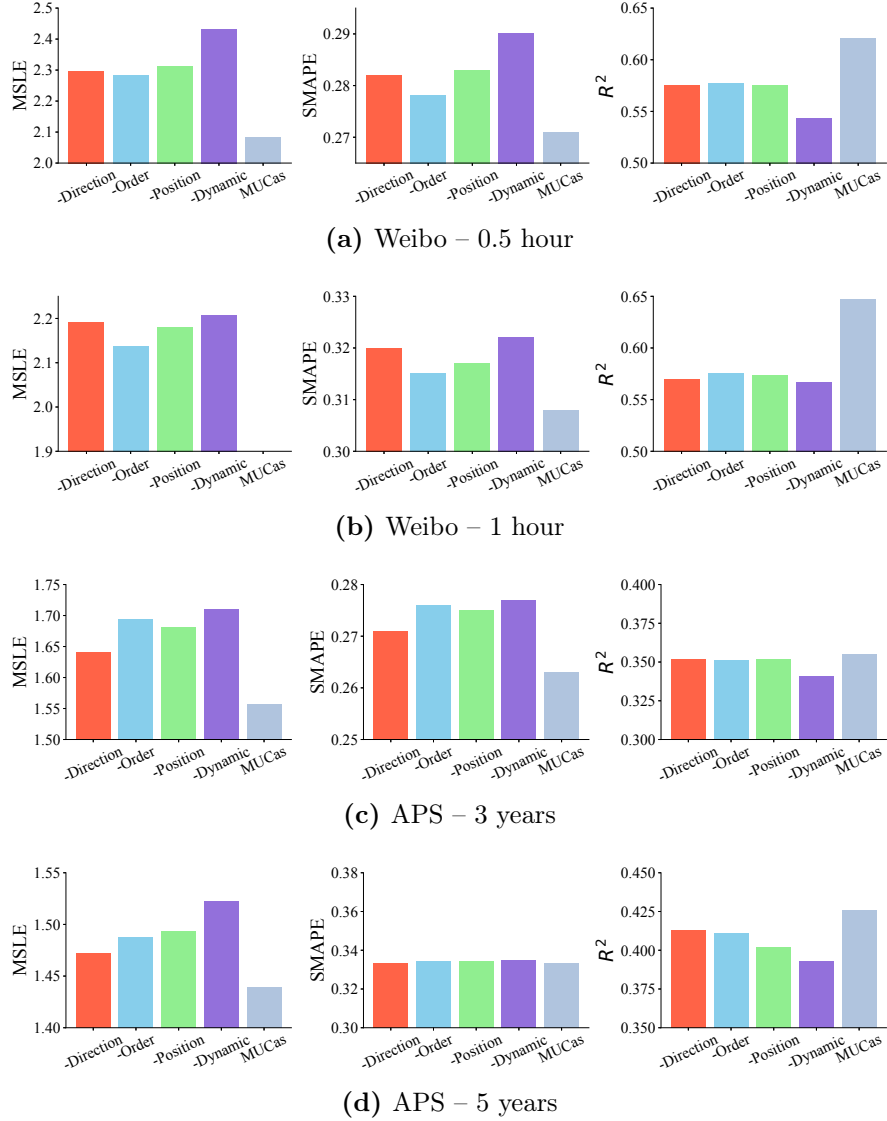 MSLE
2.5
2.4
2.3
2.2
2.1
2.0
-Direction
-Order
-Position
-Dynamic
MUCas
SMAPE
0.29
0.28
0.27
-Direction
-Order
-Position
-Dynamic
MUCas
R²
0.65
0.60
0.55
0.50
-Direction
-Order
-Position
-Dynamic
MUCas
(a) Weibo – 0.5 hour
MSLE
2.2
2.1
2.0
1.9
-Direction
-Order
-Position
-Dynamic
MUCas
SMAPE
0.33
0.32
0.31
0.30
-Direction
-Order
-Position
-Dynamic
MUCas
R²
0.65
0.60
0.55
0.50
-Direction
-Order
-Position
-Dynamic
MUCas
(b) Weibo – 1 hour
MSLE
1.75
1.70
1.65
1.60
1.55
1.50
-Direction
-Order
-Position
-Dynamic
MUCas
SMAPE
0.28
0.27
0.26
0.25
-Direction
-Order
-Position
-Dynamic
MUCas
R²
0.400
0.375
0.350
0.325
0.300
-Direction
-Order
-Position
-Dynamic
MUCas
(c) APS – 3 years
MSLE
1.55
1.50
1.45
1.40
-Direction
-Order
-Position
-Dynamic
MUCas
SMAPE
0.38
0.36
0.34
0.32
0.30
-Direction
-Order
-Position
-Dynamic
MUCas
R²
0.450
0.425
0.400
0.375
0.350
-Direction
-Order
-Position
-Dynamic
MUCas
(d) APS – 5 years